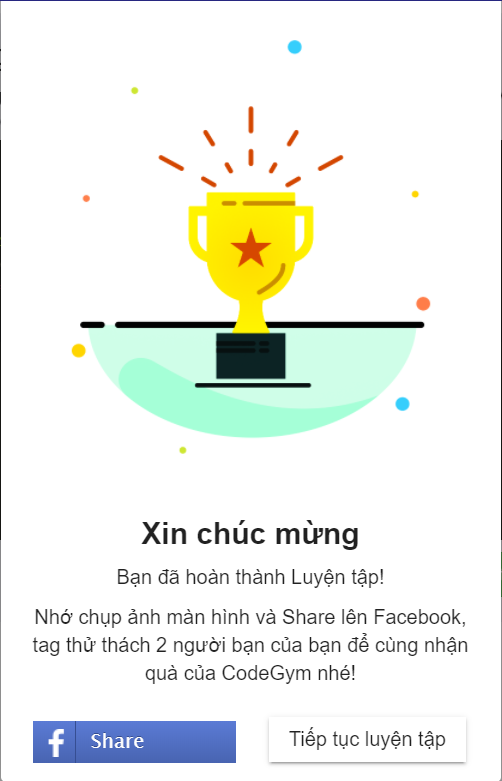 Xin chúc mừng
Bạn đã hoàn thành Luyện tập!
Nhớ chụp ảnh màn hình và Share lên Facebook,
tag thử thách 2 người bạn của bạn để cùng nhận
quà của CodeGym nhé!
Share
Tiếp tục luyện tập